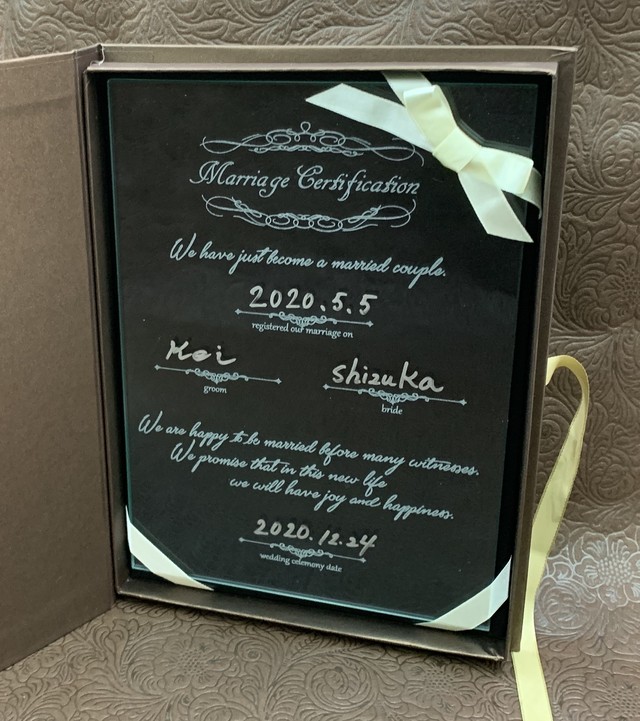 Marriage Certification
We have just become a married couple.
2020.5.5
registered our marriage on
Kei
groom
shizuka
bride
We are happy to be married before many witnesses.
We promise that in this new life
we will have joy and happiness.
2020.12.24
wedding celemony date